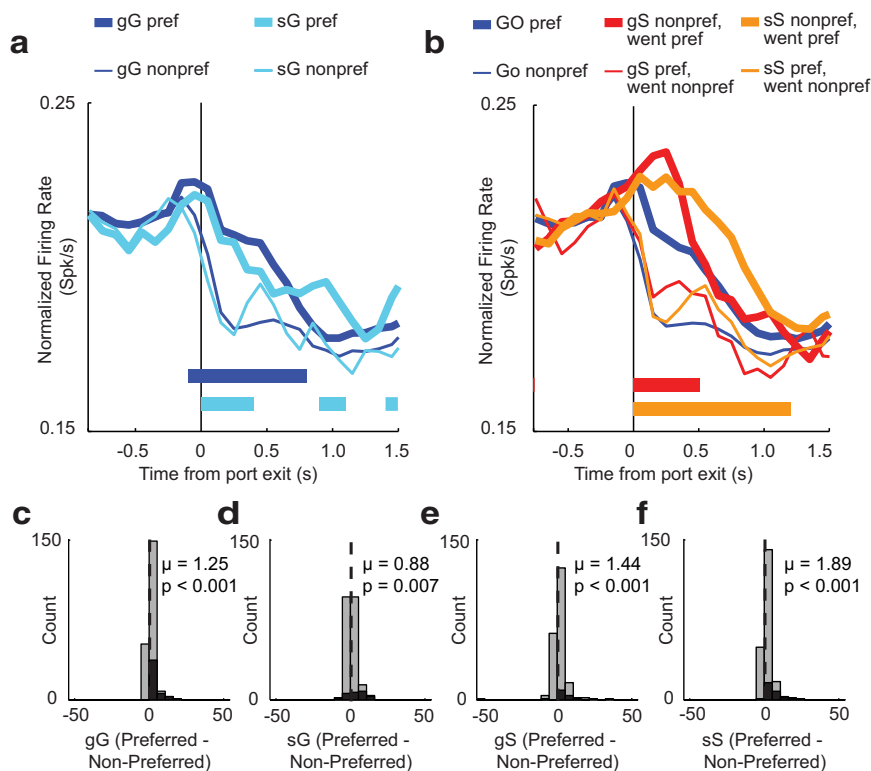 a
gG pref
sG pref
gG nonpref
sG nonpref
0.25
0.15
Normalized Firing Rate
(Spk/s)
-0.5
0
0.5
1.0
1.5
Time from port exit (s)
b
GO pref
gS nonpref,
went pref
sS nonpref,
went pref
Go nonpref
gS pref,
went nonpref
sS pref,
went nonpref
0.25
0.15
Normalized Firing Rate
(Spk/s)
-0.5
0
0.5
1.0
1.5
Time from port exit (s)
c
150
0
Count
μ = 1.25
p < 0.001
-50
0
50
gG (Preferred -
Non-Preferred)
d
150
0
Count
μ = 0.88
p = 0.007
-50
0
50
sG (Preferred -
Non-Preferred)
e
150
0
Count
μ = 1.44
p < 0.001
-50
0
50
gS (Preferred -
Non-Preferred)
f
150
0
Count
μ = 1.89
p < 0.001
-50
0
50
sS (Preferred -
Non-Preferred)